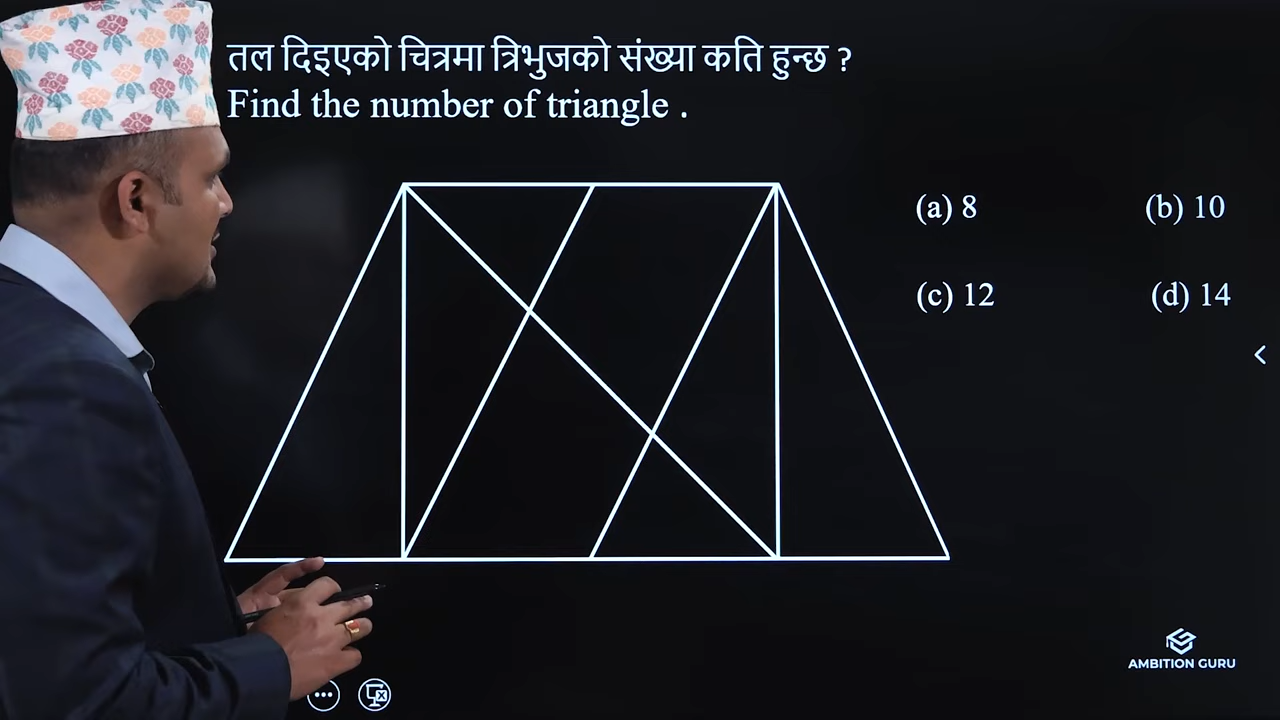 तल दिइएको चित्रमा त्रिभुजको संख्या कति हुन्छ ?
Find the number of triangle .
(a) 8
(b) 10
(c) 12
(d) 14
AMBITION GURU